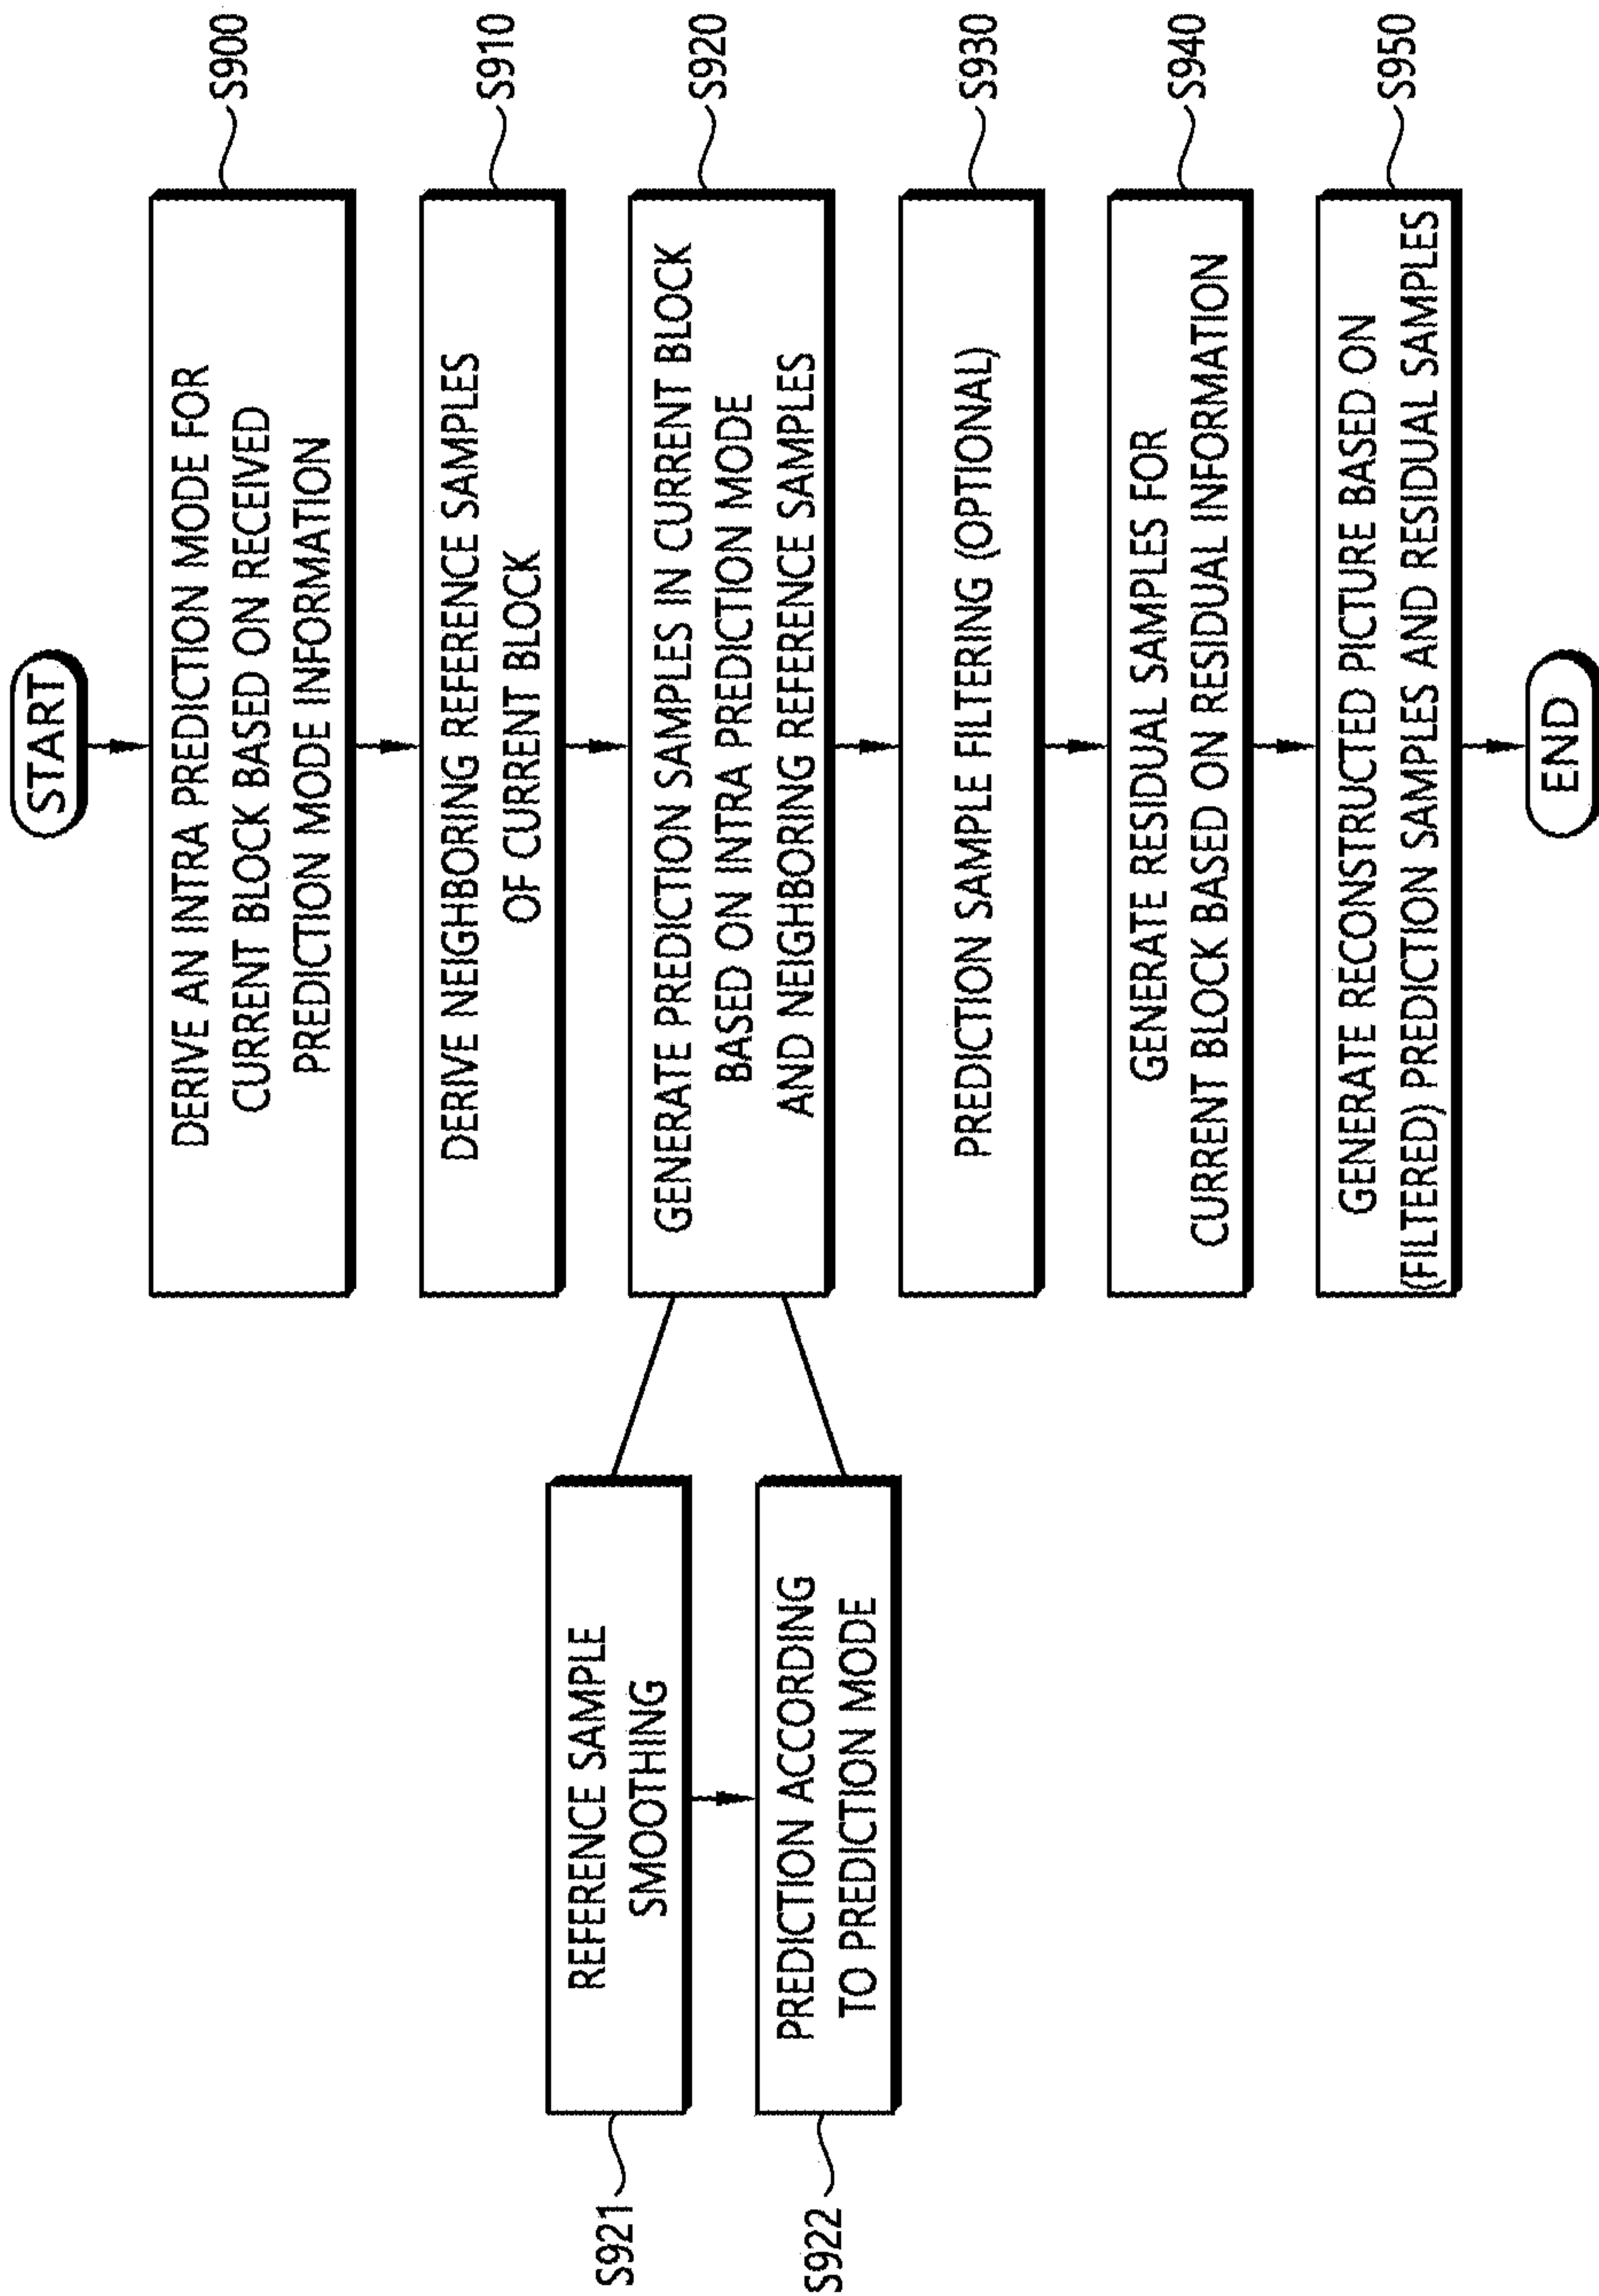 START
DERIVE AN INTRA PREDICTION MODE FOR
CURRENT BLOCK BASED ON RECEIVED
PREDICTION MODE INFORMATION
S900
DERIVE NEIGHBORING REFERENCE SAMPLES
OF CURRENT BLOCK
S910
GENERATE PREDICTION SAMPLES IN CURRENT BLOCK
BASED ON INTRA PREDICTION MODE
AND NEIGHBORING REFERENCE SAMPLES
S920
S921
REFERENCE SAMPLE
SMOOTHING
S922
PREDICTION ACCORDING
TO PREDICTION MODE
PREDICTION SAMPLE FILTERING (OPTIONAL)
S930
GENERATE RESIDUAL SAMPLES FOR
CURRENT BLOCK BASED ON RESIDUAL INFORMATION
S940
GENERATE RECONSTRUCTED PICTURE BASED ON
(FILTERED) PREDICTION SAMPLES AND RESIDUAL SAMPLES
S950
END